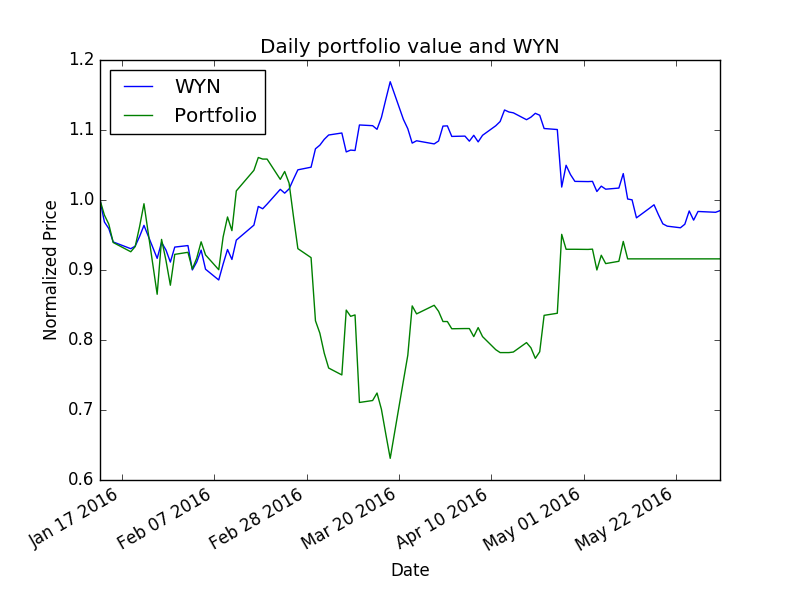 Daily portfolio value and WYN
WYN
Portfolio
Normalized Price
1.2
1.1
1.0
0.9
0.8
0.7
0.6
Jan 17 2016
Feb 07 2016
Feb 28 2016
Mar 20 2016
Apr 10 2016
May 01 2016
May 22 2016
Date